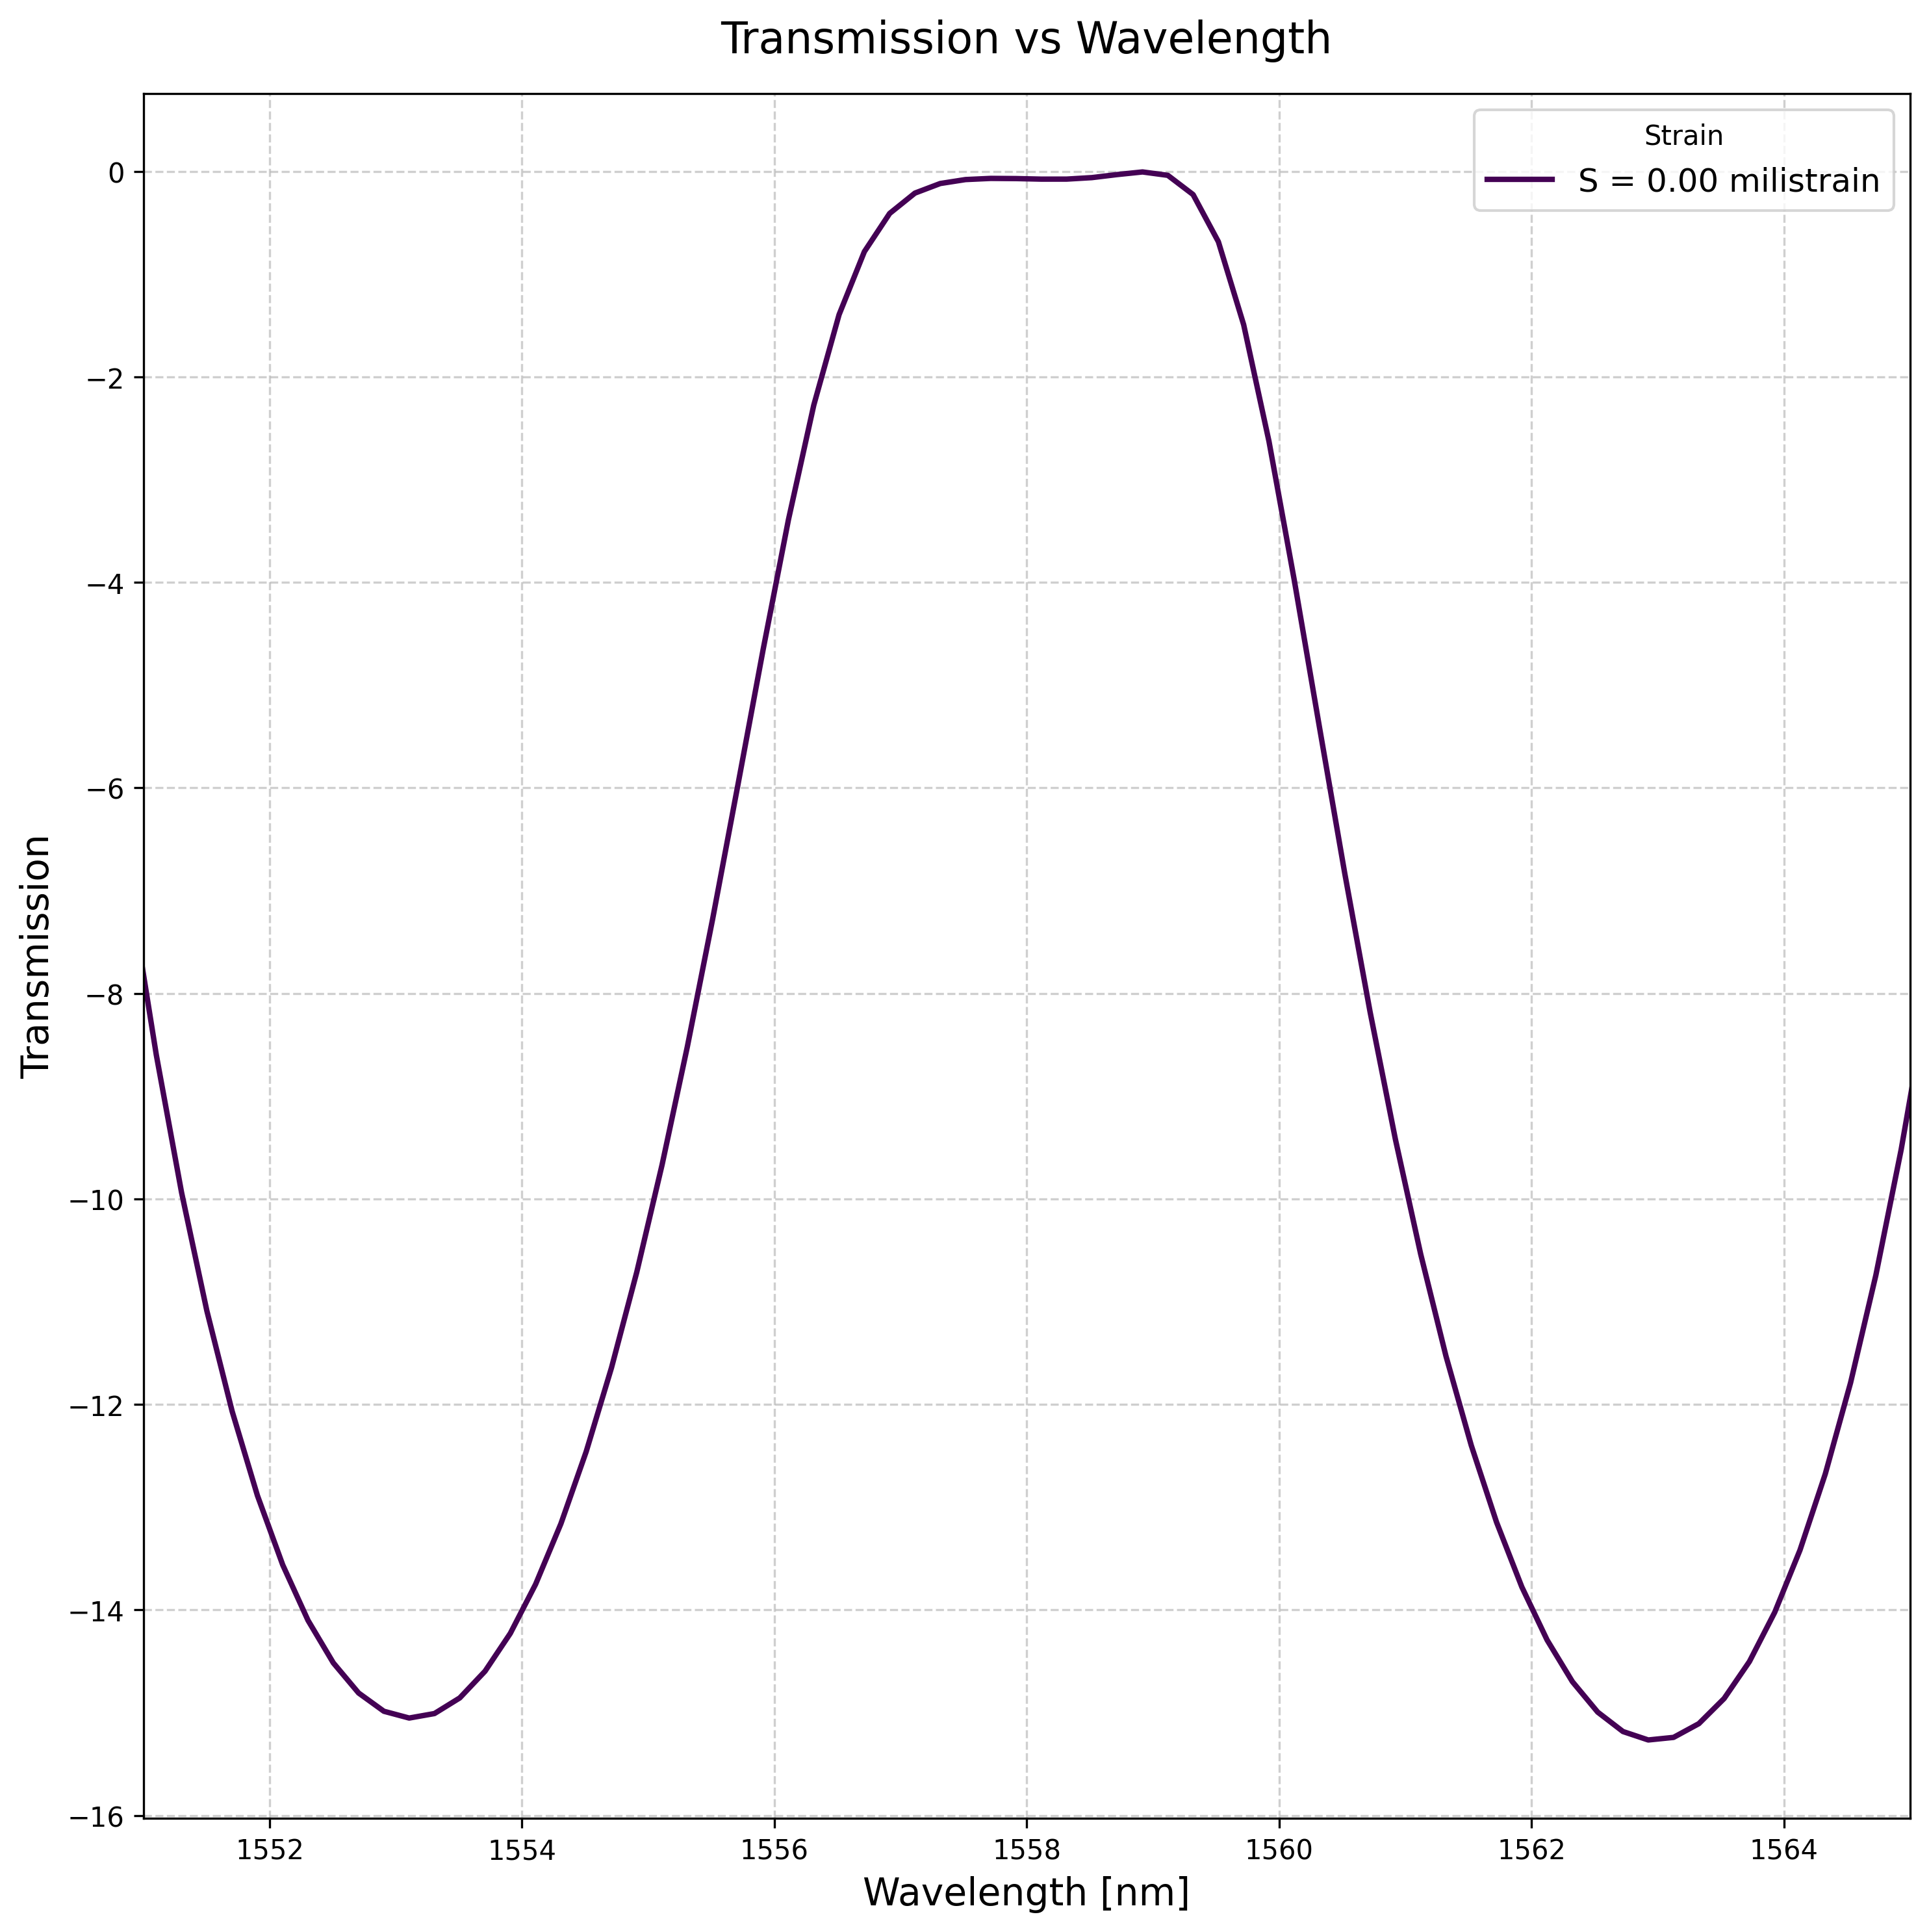 Transmission vs Wavelength
Strain
S = 0.00 milistrain
0
−2
−4
−6
−8
−10
−12
−14
−16
Transmission
1552 1554 1556 1558 1560 1562 1564
Wavelength [nm]